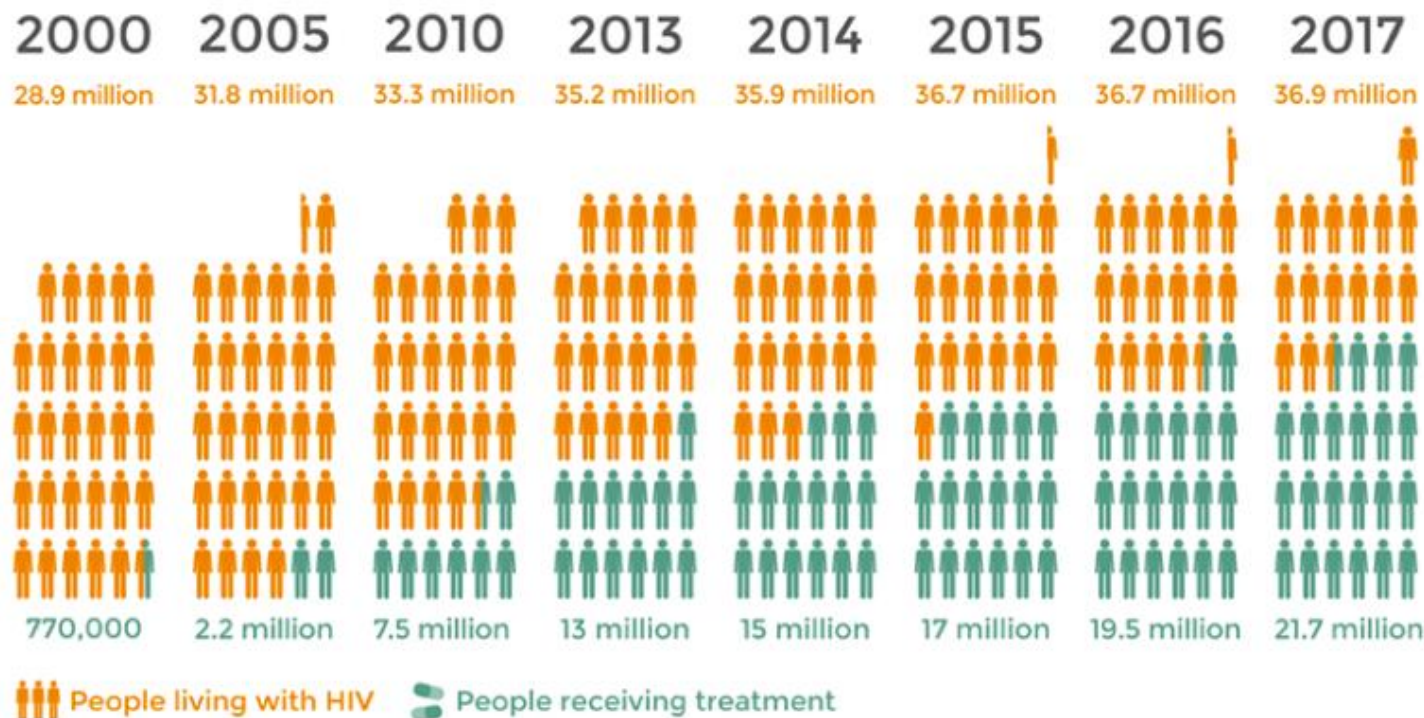 2000 2005 2010 2013 2014 2015 2016 2017
28.9 million 31.8 million 33.3 million 35.2 million 35.9 million 36.7 million 36.7 million 36.9 million
770,000 2.2 million 7.5 million 13 million 15 million 17 million 19.5 million 21.7 million
People living with HIV People receiving treatment